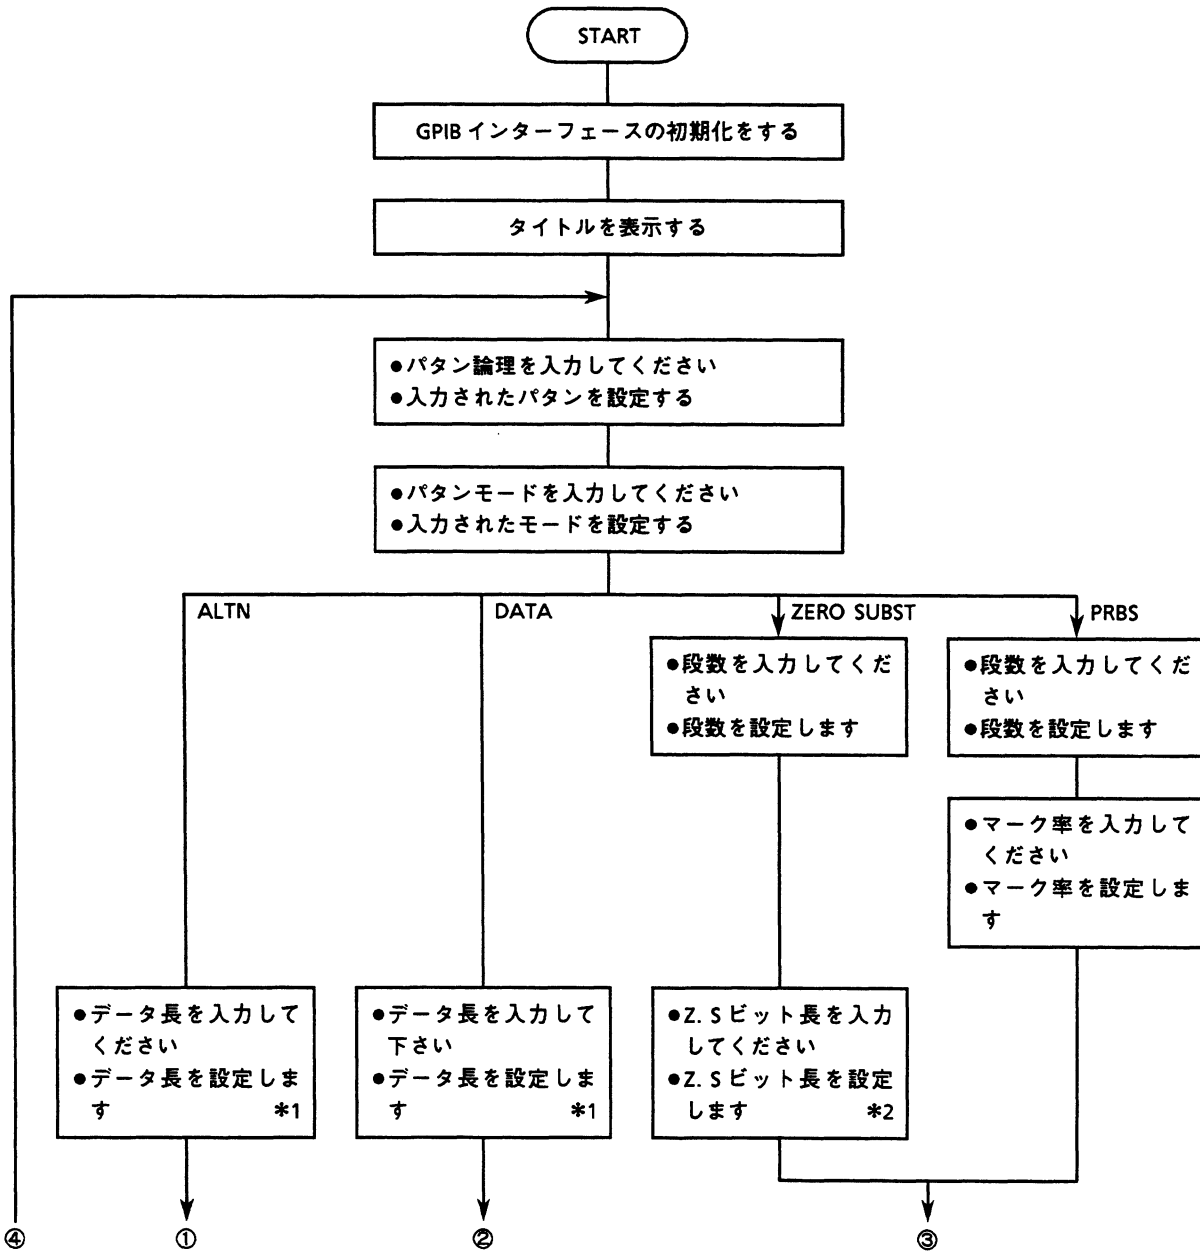 START
GPIB インターフェースの初期化をする
タイトルを表示する
●パタン論理を入力してください
●入力されたパタンを設定する
●パタンモードを入力してください
●入力されたモードを設定する
ALTN
DATA
ZERO SUBST
PRBS
●段数を入力してくだ
さい
●段数を設定します
●段数を入力してくだ
さい
●段数を設定します
●マーク率を入力して
ください
●マーク率を設定しま
す
●データ長を入力して
ください
●データ長を設定しま
す *1
●データ長を入力して
下さい
●データ長を設定しま
す *1
●Z. S ビット長を入力
してください
●Z. S ビット長を設定
します *2
④
①
②
③